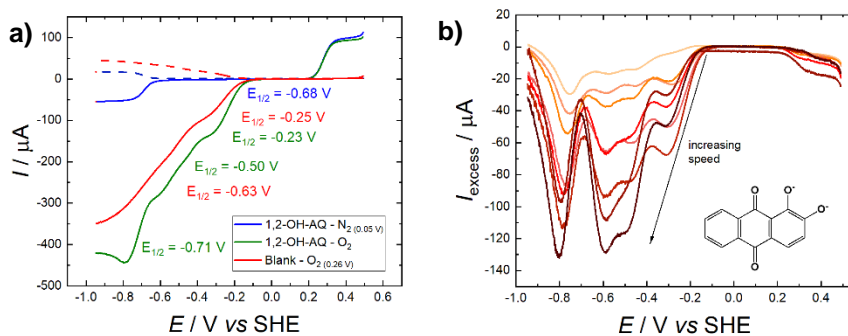 a)
I / µA
100
0
-100
-200
-300
-400
-500
-1.0 -0.8 -0.6 -0.4 -0.2 0.0 0.2 0.4 0.6
E / V vs SHE
E1/2 = -0.68 V
E1/2 = -0.25 V
E1/2 = -0.23 V
E1/2 = -0.50 V
E1/2 = -0.63 V
E1/2 = -0.71 V
1,2-OH-AQ - N2 (0.05 V)
1,2-OH-AQ - O2
Blank - O2 (0.26 V)
b)
Iexcess / µA
20
0
-20
-40
-60
-80
-100
-120
-140
-1.0 -0.8 -0.6 -0.4 -0.2 0.0 0.2 0.4
E / V vs SHE
increasing
speed
O
O-
O-
O